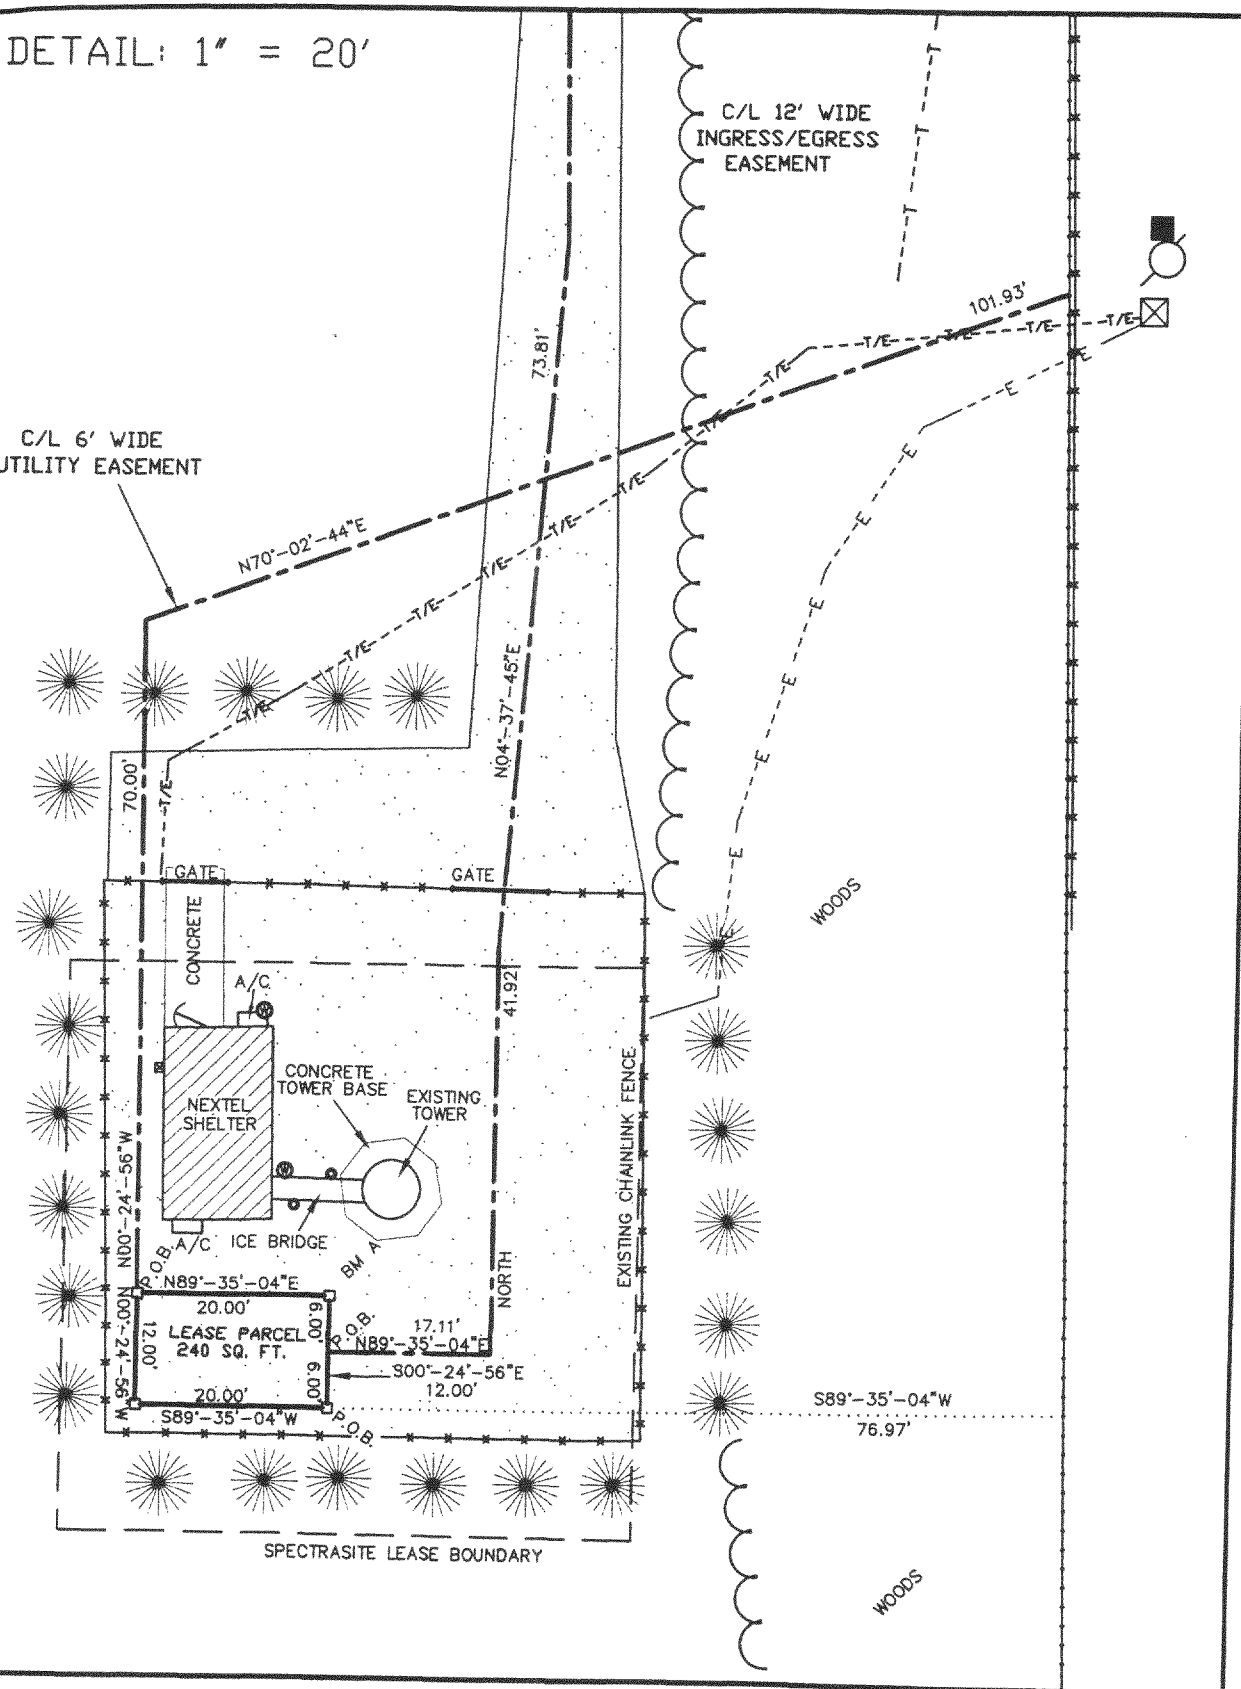 DETAIL: 1" = 20'
C/L 12' WIDE
INGRESS/EGRESS
EASEMENT
T
T
T
101.93'
T/E
T/E
T/E
T/E
T/E
T/E
73.81'
E
E
C/L 6' WIDE
UTILITY EASEMENT
E
T/E
T/E
E
N70°-02'-44"E
T/E
T/E
E
T/E
N04°-37'-45"E
E
T/E
70.00'
T/E
E
E
GATE
GATE
WOODS
E
CONCRETE
A/C
W
41.92'
CONCRETE
TOWER BASE
EXISTING
TOWER
NEXTEL
SHELTER
EXISTING CHAINLINK FENCE
N00°-24'-56"W
W
A/C
ICE BRIDGE
BM A
NORTH
P.O.B.
N89°-35'-04"E
20.00'
6.00'
LEASE PARCEL
240 SQ. FT.
12.00'
N00°-24'-56"W
P.O.B.
17.11'
N89°-35'-04"E
6.00'
S00°-24'-56"E
12.00'
20.00'
S89°-35'-04"W
P.O.B.
S89°-35'-04"W
76.97'
SPECTRASITE LEASE BOUNDARY
WOODS